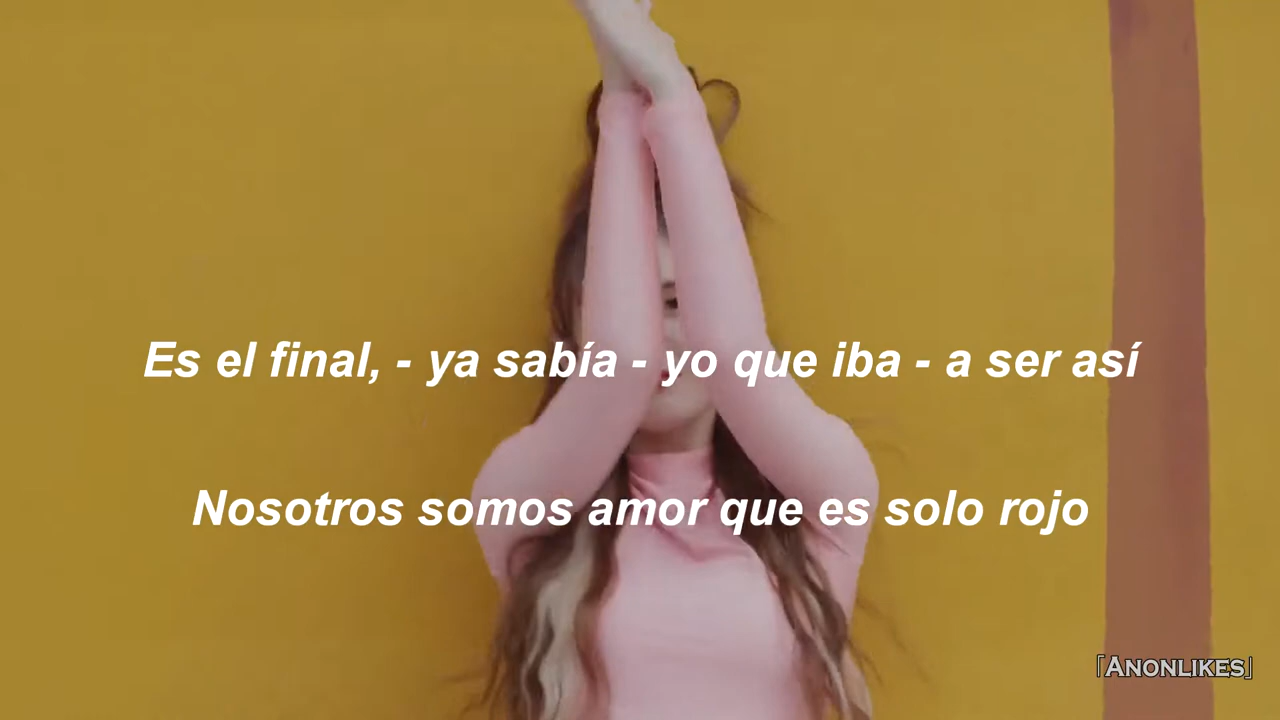 Es el final, - ya sabía - yo que iba - a ser así
Nosotros somos amor que es solo rojo
「ANONLIKES」